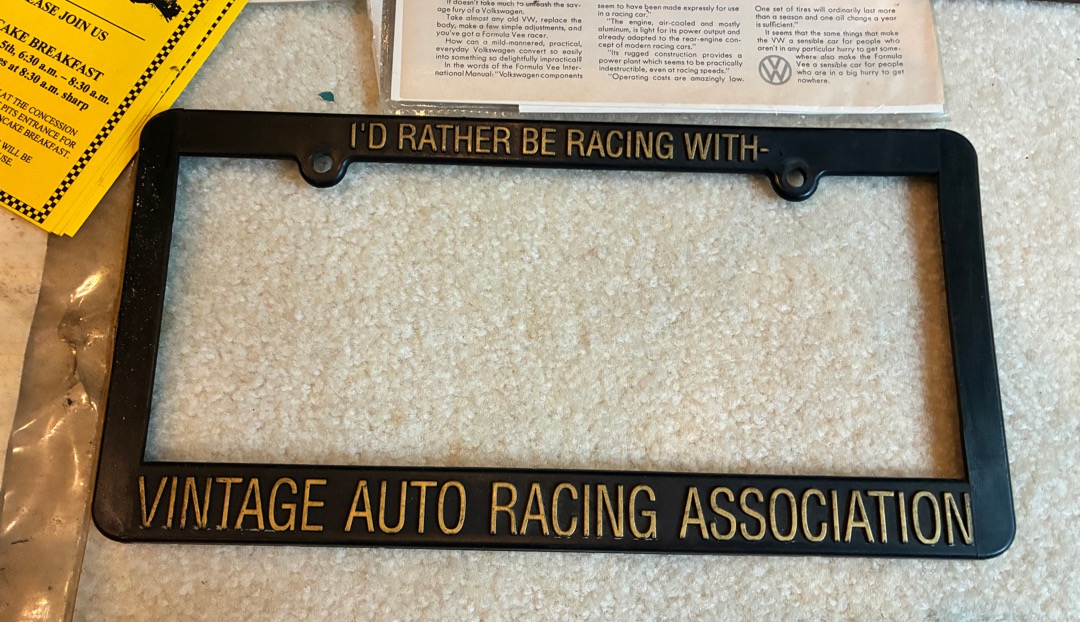 EASE JOIN US
CAKE BREAKFAST
5th, 6:30 a.m. – 8:30 a.m.
es at 8:30 a.m. sharp
AT THE CONCESSION
PITS ENTRANCE FOR
NCAKE BREAKFAST.
WILL BE
USE.
It doesn't take much to unleash the sav-
age fury of a Volkswagen.
Take almost any old VW, replace the
body, make a few simple adjustments, and
you've got a Formula Vee racer.
How can a mild-mannered, practical,
everyday Volkswagen convert so easily
into something so delightfully impractical?
In the words of the Formula Vee Inter-
national Manual: "Volkswagen components
seem to have been made expressly for use
in a racing car."
"The engine, air-cooled and mostly
aluminum, is light for its power output and
already adapted to the rear-engine con-
cept of modern racing cars."
"Its rugged construction provides a
power plant which seems to be practically
indestructible, even at racing speeds."
"Operating costs are amazingly low.
One set of tires will ordinarily last more
than a season and one oil change a year
is sufficient."
It seems that the same things that make
the VW a sensible car for people who
aren't in any particular hurry to get some-
where also make the Formula
Vee a sensible car for people
who are in a big hurry to get
nowhere.
I'D RATHER BE RACING WITH-
VINTAGE AUTO RACING ASSOCIATION